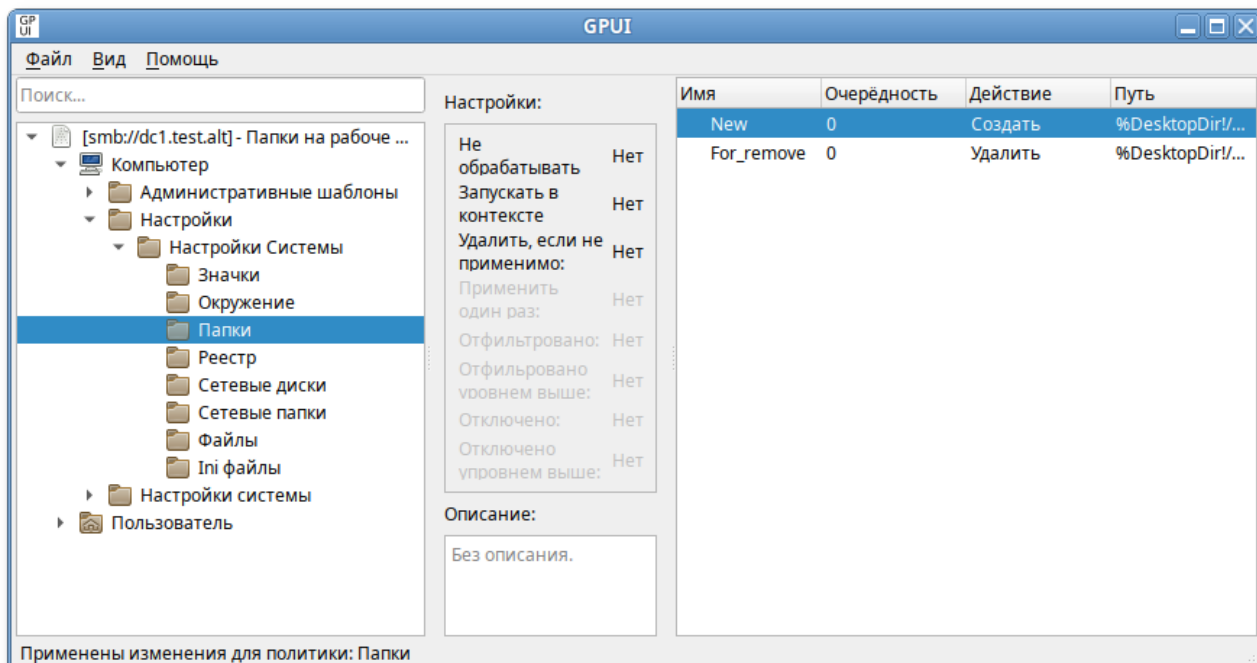 GPUI
GPUI
Файл Вид Помощь
Поиск...
[smb://dc1.test.alt] - Папки на рабоче ...
Компьютер
Административные шаблоны
Настройки
Настройки Системы
Значки
Окружение
Папки
Реестр
Сетевые диски
Сетевые папки
Файлы
Ini файлы
Настройки системы
Пользователь
Настройки:
Не
обрабатывать Нет
Запускать в
контексте Нет
Удалить, если не
применимо: Нет
Применить
один раз: Нет
Отфильтровано: Нет
Отфильровано
уровнем выше: Нет
Отключено: Нет
Отключено
упровнем выше: Нет
Описание:
Без описания.
Имя Очерёдность Действие Путь
New 0 Создать %DesktopDir!/...
For_remove 0 Удалить %DesktopDir!/...
Применены изменения для политики: Папки